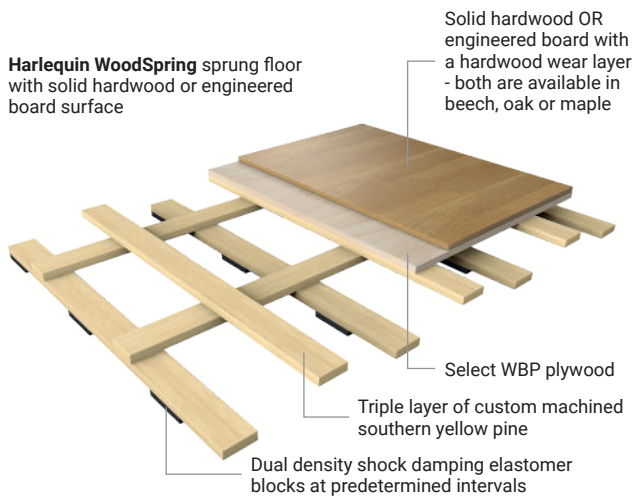 Harlequin WoodSpring sprung floor
with solid hardwood or engineered
board surface
Solid hardwood OR
engineered board with
a hardwood wear layer
- both are available in
beech, oak or maple
Select WBP plywood
Triple layer of custom machined
southern yellow pine
Dual density shock damping elastomer
blocks at predetermined intervals